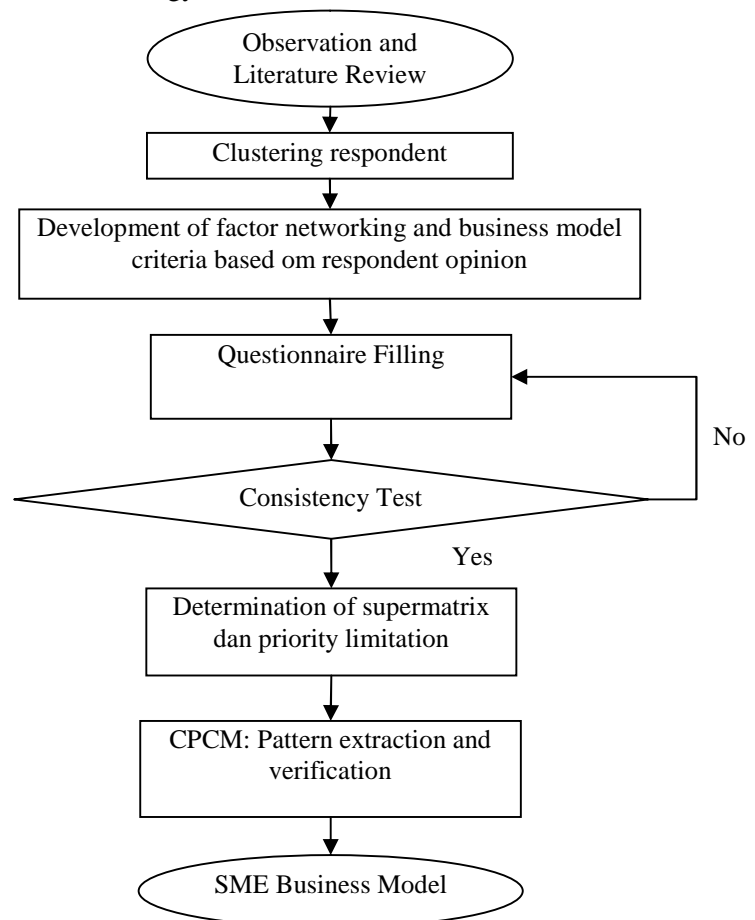 Observation and
Literature Review
Clustering respondent
Development of factor networking and business model
criteria based om respondent opinion
Questionnaire Filling
No
Consistency Test
Yes
Determination of supermatrix
dan priority limitation
CPCM: Pattern extraction and
verification
SME Business Model